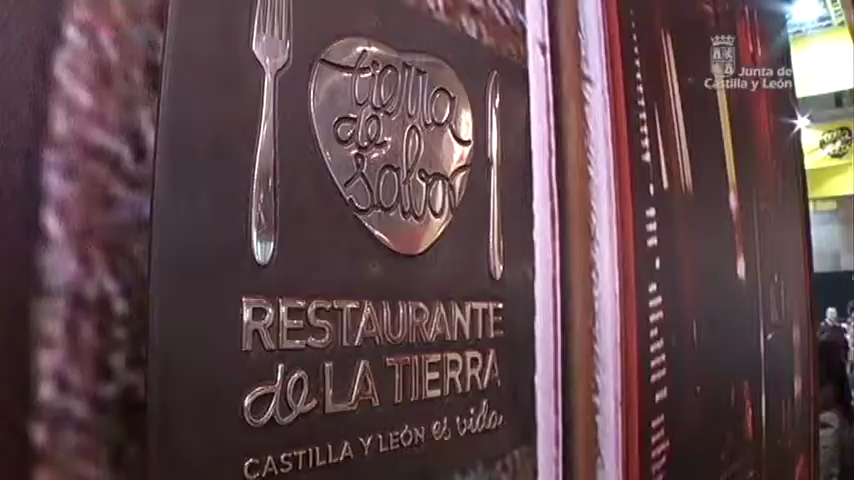 tierra
de
sabor
RESTAURANTE
de LA TIERRA
CASTILLA Y LEÓN es vida.
Junta de
Castilla y León